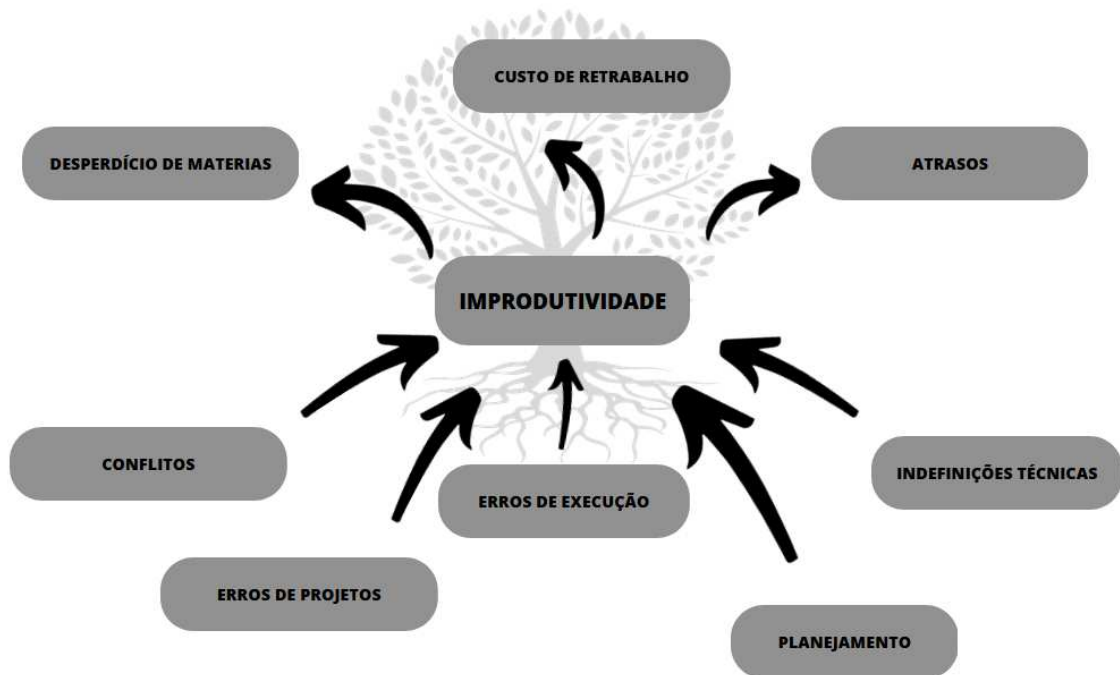 CUSTO DE RETRABALHO
DESPERDÍCIO DE MATERIAS
ATRASOS
IMPRODUTIVIDADE
CONFLITOS
INDEFINIÇÕES TÉCNICAS
ERROS DE EXECUÇÃO
ERROS DE PROJETOS
PLANEJAMENTO